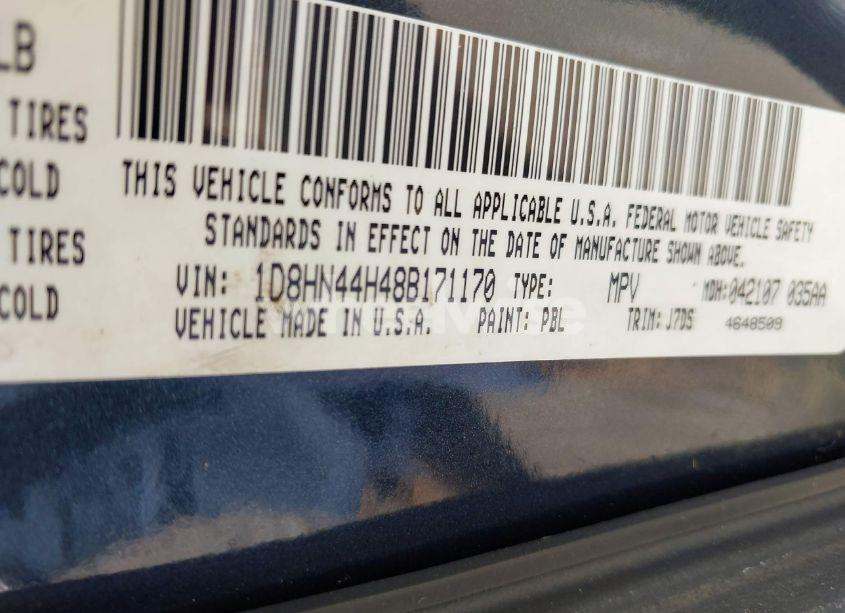 LB
TIRES
COLD
TIRES
COLD
THIS VEHICLE CONFORMS TO ALL APPLICABLE U.S.A. FEDERAL MOTOR VEHICLE SAFETY
STANDARDS IN EFFECT ON THE DATE OF MANUFACTURE SHOWN ABOVE.
VIN: 1D8HN44H48B171170 TYPE: MPV MDH:042107 035AA
VEHICLE MADE IN U.S.A. PAINT: PBL TRIM: J7DS 4648509